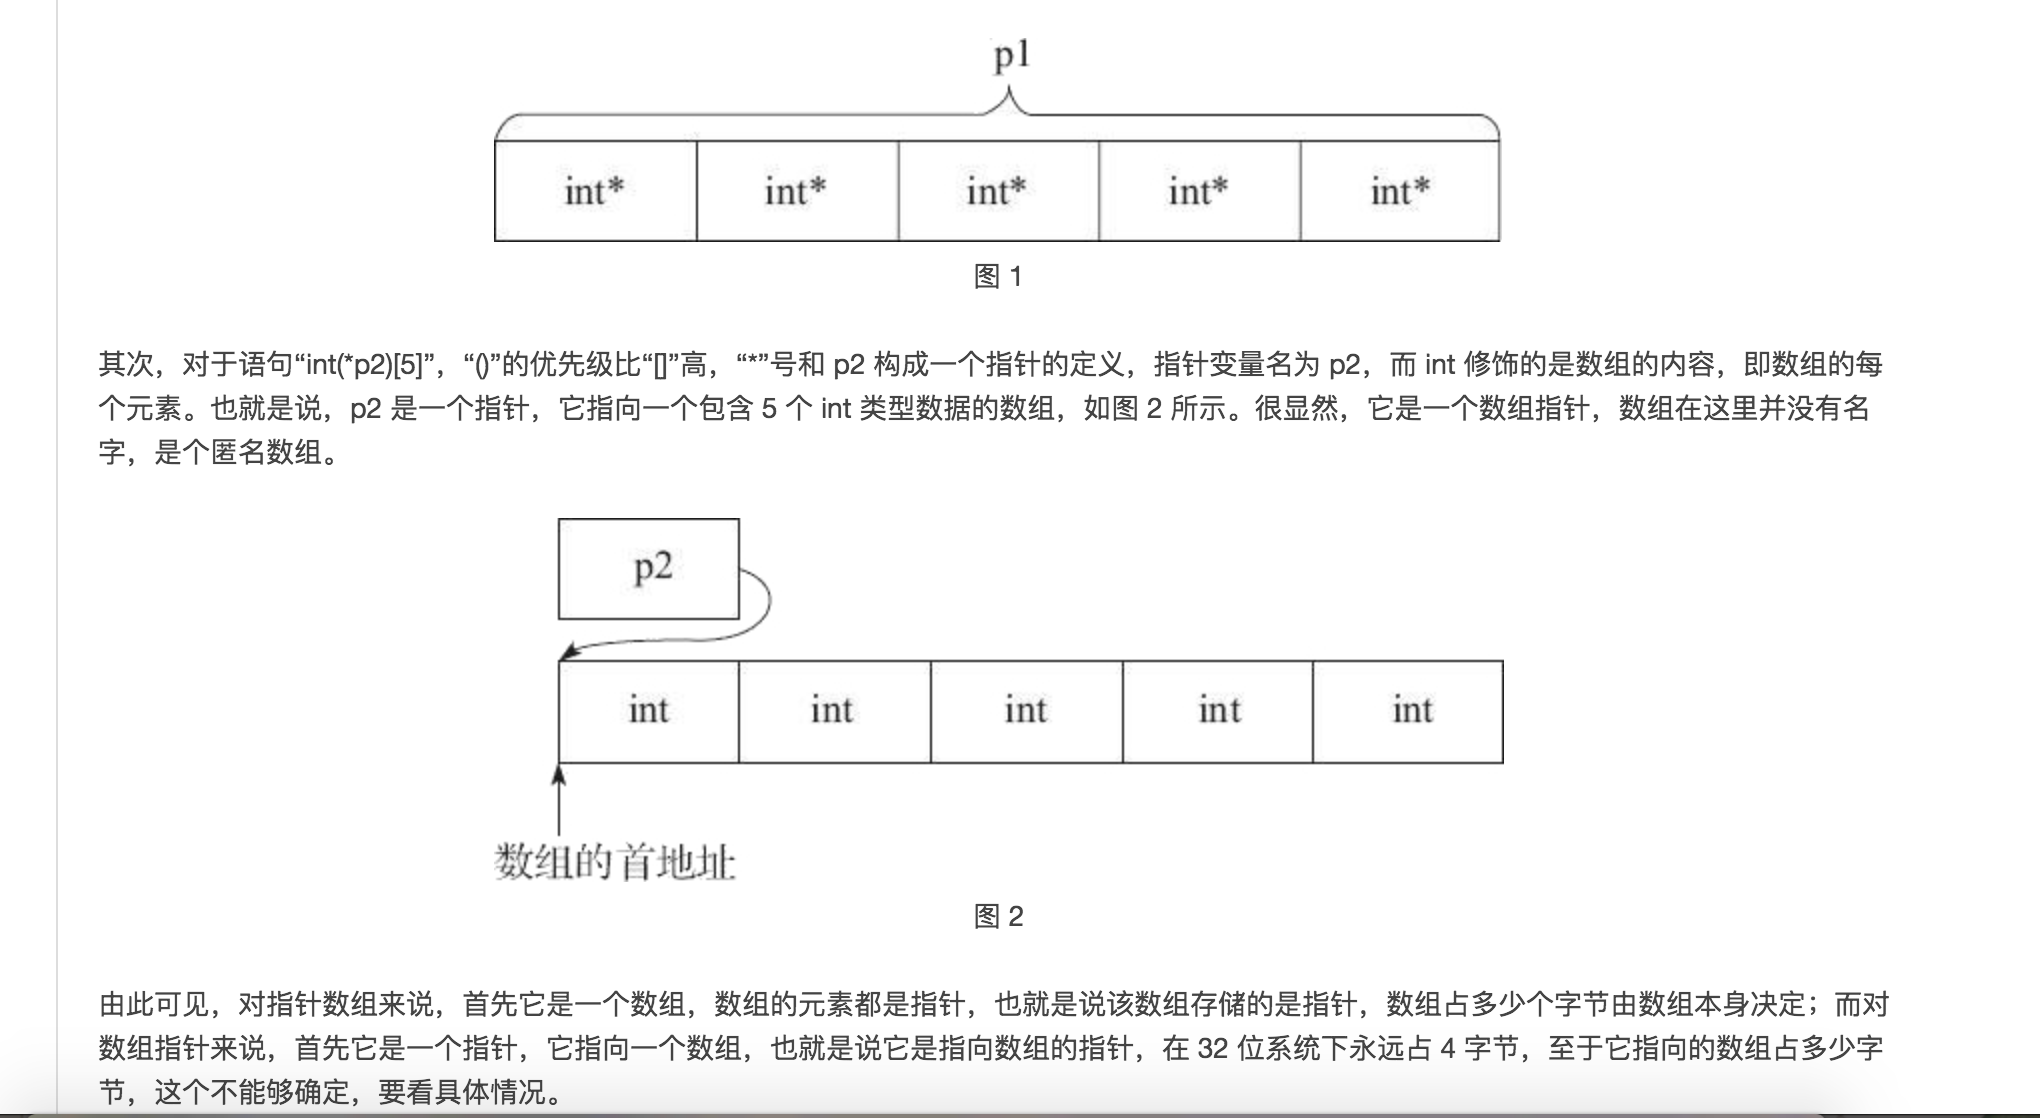 p1
int* int* int* int* int*
图 1
其次，对于语句“int(*p2)[5]”，“()”的优先级比“[]”高，“*”号和 p2 构成一个指针的定义，指针变量名为 p2，而 int 修饰的是数组的内容，即数组的每
个元素。也就是说，p2 是一个指针，它指向一个包含 5 个 int 类型数据的数组，如图 2 所示。很显然，它是一个数组指针，数组在这里并没有名
字，是个匿名数组。
p2
int int int int int
数组的首地址
图 2
由此可见，对指针数组来说，首先它是一个数组，数组的元素都是指针，也就是说该数组存储的是指针，数组占多少个字节由数组本身决定；而对
数组指针来说，首先它是一个指针，它指向一个数组，也就是说它是指向数组的指针，在 32 位系统下永远占 4 字节，至于它指向的数组占多少字
节，这个不能够确定，要看具体情况。